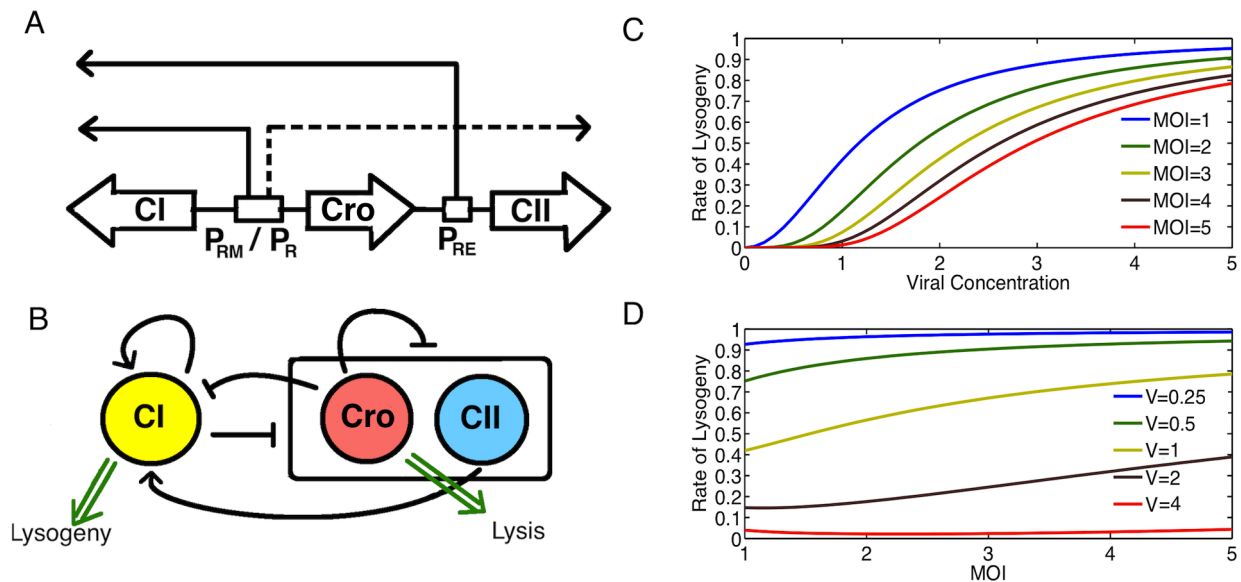 A
CI
Cro
CII
P_RM / P_R
P_RE
B
CI
Cro
CII
Lysogeny
Lysis
C
Rate of Lysogeny
1
0.9
0.8
0.7
0.6
0.5
0.4
0.3
0.2
0.1
0
0 1 2 3 4 5
Viral Concentration
MOI=1
MOI=2
MOI=3
MOI=4
MOI=5
D
Rate of Lysogeny
1
0.9
0.8
0.7
0.6
0.5
0.4
0.3
0.2
0.1
0
1 2 3 4 5
MOI
V=0.25
V=0.5
V=1
V=2
V=4